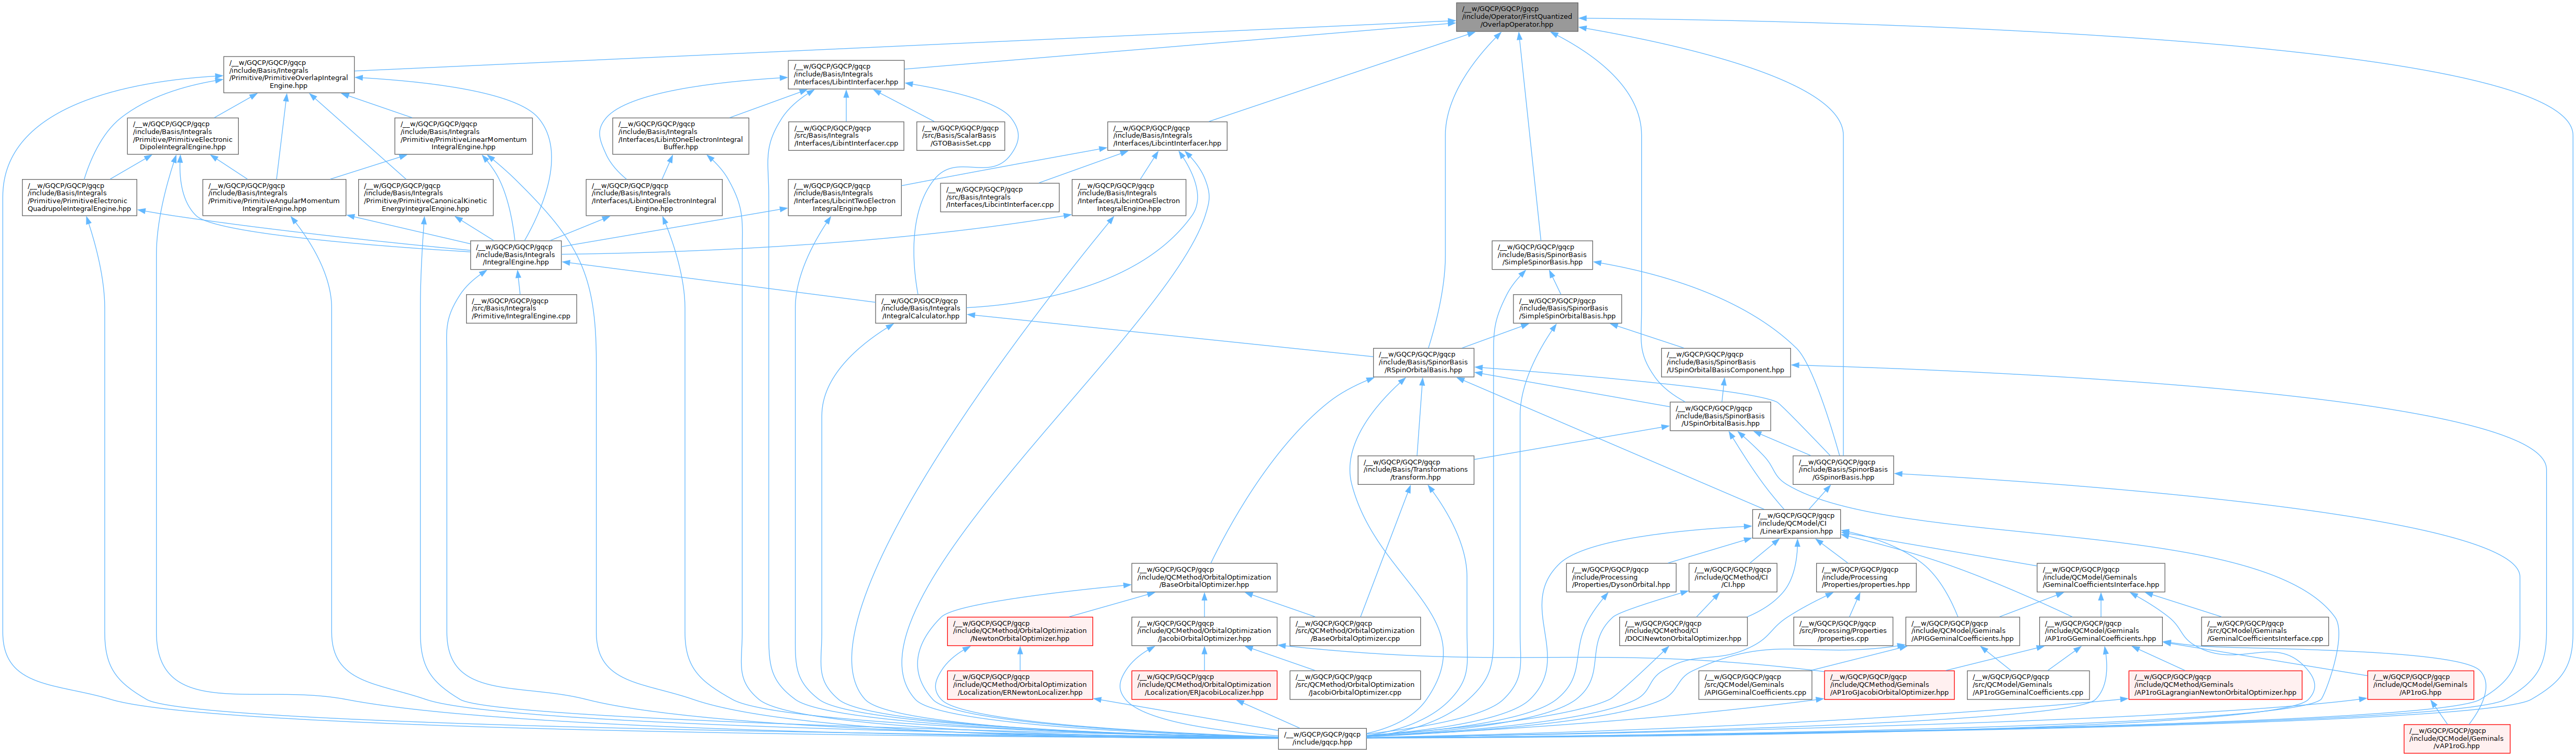 /__w/GQCP/GQCP/gqcp
/include/Operator/FirstQuantized
/OverlapOperator.hpp
/__w/GQCP/GQCP/gqcp
/include/Basis/Integrals
/Primitive/PrimitiveOverlapIntegral
Engine.hpp
/__w/GQCP/GQCP/gqcp
/include/Basis/Integrals
/Interfaces/LibintInterfacer.hpp
/__w/GQCP/GQCP/gqcp
/include/Basis/Integrals
/Primitive/PrimitiveElectronic
DipoleIntegralEngine.hpp
/__w/GQCP/GQCP/gqcp
/include/Basis/Integrals
/Primitive/PrimitiveLinearMomentum
IntegralEngine.hpp
/__w/GQCP/GQCP/gqcp
/include/Basis/Integrals
/Interfaces/LibintOneElectronIntegral
Buffer.hpp
/__w/GQCP/GQCP/gqcp
/src/Basis/Integrals
/Interfaces/LibintInterfacer.cpp
/__w/GQCP/GQCP/gqcp
/src/Basis/ScalarBasis
/GTOBasisSet.cpp
/__w/GQCP/GQCP/gqcp
/include/Basis/Integrals
/Interfaces/LibcintInterfacer.hpp
/__w/GQCP/GQCP/gqcp
/include/Basis/Integrals
/Primitive/PrimitiveElectronic
QuadrupoleIntegralEngine.hpp
/__w/GQCP/GQCP/gqcp
/include/Basis/Integrals
/Primitive/PrimitiveAngularMomentum
IntegralEngine.hpp
/__w/GQCP/GQCP/gqcp
/include/Basis/Integrals
/Primitive/PrimitiveCanonicalKinetic
EnergyIntegralEngine.hpp
/__w/GQCP/GQCP/gqcp
/include/Basis/Integrals
/Interfaces/LibintOneElectronIntegral
Engine.hpp
/__w/GQCP/GQCP/gqcp
/include/Basis/Integrals
/Interfaces/LibcintTwoElectron
IntegralEngine.hpp
/__w/GQCP/GQCP/gqcp
/src/Basis/Integrals
/Interfaces/LibcintInterfacer.cpp
/__w/GQCP/GQCP/gqcp
/include/Basis/Integrals
/Interfaces/LibcintOneElectron
IntegralEngine.hpp
/__w/GQCP/GQCP/gqcp
/include/Basis/Integrals
/IntegralEngine.hpp
/__w/GQCP/GQCP/gqcp
/include/Basis/SpinorBasis
/SimpleSpinorBasis.hpp
/__w/GQCP/GQCP/gqcp
/src/Basis/Integrals
/Primitive/IntegralEngine.cpp
/__w/GQCP/GQCP/gqcp
/include/Basis/Integrals
/IntegralCalculator.hpp
/__w/GQCP/GQCP/gqcp
/include/Basis/SpinorBasis
/SimpleSpinOrbitalBasis.hpp
/__w/GQCP/GQCP/gqcp
/include/Basis/SpinorBasis
/RSpinOrbitalBasis.hpp
/__w/GQCP/GQCP/gqcp
/include/Basis/SpinorBasis
/USpinOrbitalBasisComponent.hpp
/__w/GQCP/GQCP/gqcp
/include/Basis/SpinorBasis
/USpinOrbitalBasis.hpp
/__w/GQCP/GQCP/gqcp
/include/Basis/Transformations
/transform.hpp
/__w/GQCP/GQCP/gqcp
/include/Basis/SpinorBasis
/GSpinorBasis.hpp
/__w/GQCP/GQCP/gqcp
/include/QCModel/CI
/LinearExpansion.hpp
/__w/GQCP/GQCP/gqcp
/include/QCMethod/OrbitalOptimization
/BaseOrbitalOptimizer.hpp
/__w/GQCP/GQCP/gqcp
/include/Processing
/Properties/DysonOrbital.hpp
/__w/GQCP/GQCP/gqcp
/include/QCMethod/CI
/CI.hpp
/__w/GQCP/GQCP/gqcp
/include/Processing
/Properties/properties.hpp
/__w/GQCP/GQCP/gqcp
/include/QCModel/Geminals
/GeminalCoefficientsInterface.hpp
/__w/GQCP/GQCP/gqcp
/include/QCMethod/OrbitalOptimization
/NewtonOrbitalOptimizer.hpp
/__w/GQCP/GQCP/gqcp
/include/QCMethod/OrbitalOptimization
/JacobiOrbitalOptimizer.hpp
/__w/GQCP/GQCP/gqcp
/src/QCMethod/OrbitalOptimization
/BaseOrbitalOptimizer.cpp
/__w/GQCP/GQCP/gqcp
/include/QCMethod/CI
/DOCINewtonOrbitalOptimizer.hpp
/__w/GQCP/GQCP/gqcp
/src/Processing/Properties
/properties.cpp
/__w/GQCP/GQCP/gqcp
/include/QCModel/Geminals
/APIGGeminalCoefficients.hpp
/__w/GQCP/GQCP/gqcp
/include/QCModel/Geminals
/AP1roGGeminalCoefficients.hpp
/__w/GQCP/GQCP/gqcp
/src/QCModel/Geminals
/GeminalCoefficientsInterface.cpp
/__w/GQCP/GQCP/gqcp
/include/QCMethod/OrbitalOptimization
/Localization/ERNewtonLocalizer.hpp
/__w/GQCP/GQCP/gqcp
/include/QCMethod/OrbitalOptimization
/Localization/ERJacobiLocalizer.hpp
/__w/GQCP/GQCP/gqcp
/src/QCMethod/OrbitalOptimization
/JacobiOrbitalOptimizer.cpp
/__w/GQCP/GQCP/gqcp
/src/QCModel/Geminals
/APIGGeminalCoefficients.cpp
/__w/GQCP/GQCP/gqcp
/include/QCMethod/Geminals
/AP1roGJacobiOrbitalOptimizer.hpp
/__w/GQCP/GQCP/gqcp
/src/QCModel/Geminals
/AP1roGGeminalCoefficients.cpp
/__w/GQCP/GQCP/gqcp
/include/QCMethod/Geminals
/AP1roGLagrangianNewtonOrbitalOptimizer.hpp
/__w/GQCP/GQCP/gqcp
/include/QCModel/Geminals
/AP1roG.hpp
/__w/GQCP/GQCP/gqcp
/include/gqcp.hpp
/__w/GQCP/GQCP/gqcp
/include/QCModel/Geminals
/vAP1roG.hpp